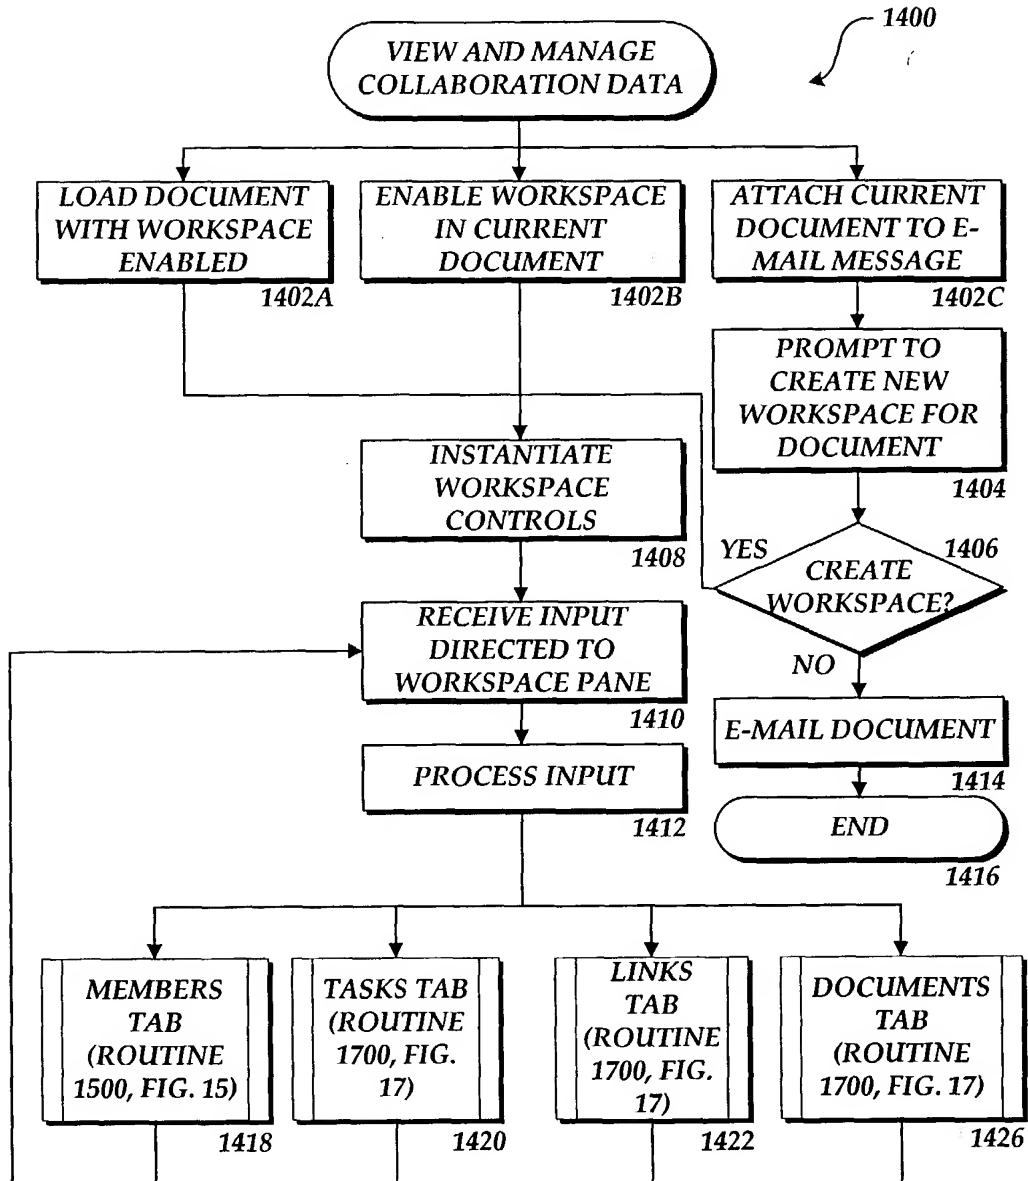 1400
VIEW AND MANAGE
COLLABORATION DATA
LOAD DOCUMENT
WITH WORKSPACE
ENABLED
1402A
ENABLE WORKSPACE
IN CURRENT
DOCUMENT
1402B
ATTACH CURRENT
DOCUMENT TO E-
MAIL MESSAGE
1402C
PROMPT TO
CREATE NEW
WORKSPACE FOR
DOCUMENT
1404
INSTANTIATE
WORKSPACE
CONTROLS
1408
YES
1406
CREATE
WORKSPACE?
NO
RECEIVE INPUT
DIRECTED TO
WORKSPACE PANE
1410
E-MAIL DOCUMENT
1414
PROCESS INPUT
1412
END
1416
MEMBERS
TAB
(ROUTINE
1500, FIG. 15)
1418
TASKS TAB
(ROUTINE
1700, FIG.
17)
1420
LINKS
TAB
(ROUTINE
1700, FIG.
17)
1422
DOCUMENTS
TAB
(ROUTINE
1700, FIG. 17)
1426